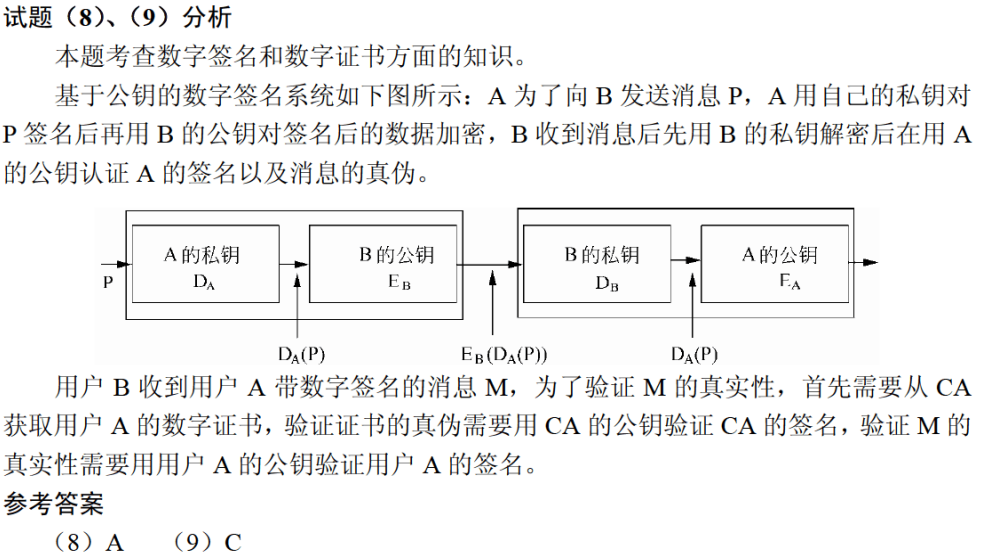 试题（8）、（9）分析
本题考查数字签名和数字证书方面的知识。
基于公钥的数字签名系统如下图所示：A 为了向 B 发送消息 P，A 用自己的私钥对
P 签名后再用 B 的公钥对签名后的数据加密，B 收到消息后先用 B 的私钥解密后在用 A
的公钥认证 A 的签名以及消息的真伪。
P
A 的私钥
DA
B 的公钥
EB
B 的私钥
DB
A 的公钥
EA
DA(P)
EB(DA(P))
DA(P)
用户 B 收到用户 A 带数字签名的消息 M，为了验证 M 的真实性，首先需要从 CA
获取用户 A 的数字证书，验证证书的真伪需要用 CA 的公钥验证 CA 的签名，验证 M 的
真实性需要用用户 A 的公钥验证用户 A 的签名。
参考答案
（8）A （9）C